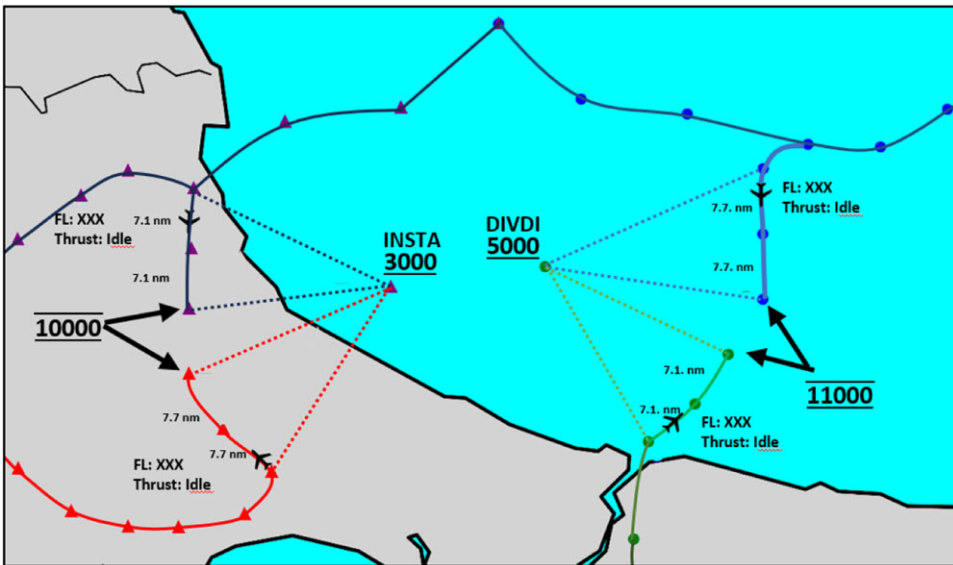 FL: XXX
Thrust: Idle
7.1 nm
7.1 nm
INSTA
3000
DIVDI
5000
7.7. nm
FL: XXX
Thrust: Idle
7.7. nm
10000
7.7 nm
7.7 nm
FL: XXX
Thrust: Idle
7.1. nm
7.1. nm
FL: XXX
Thrust: Idle
11000